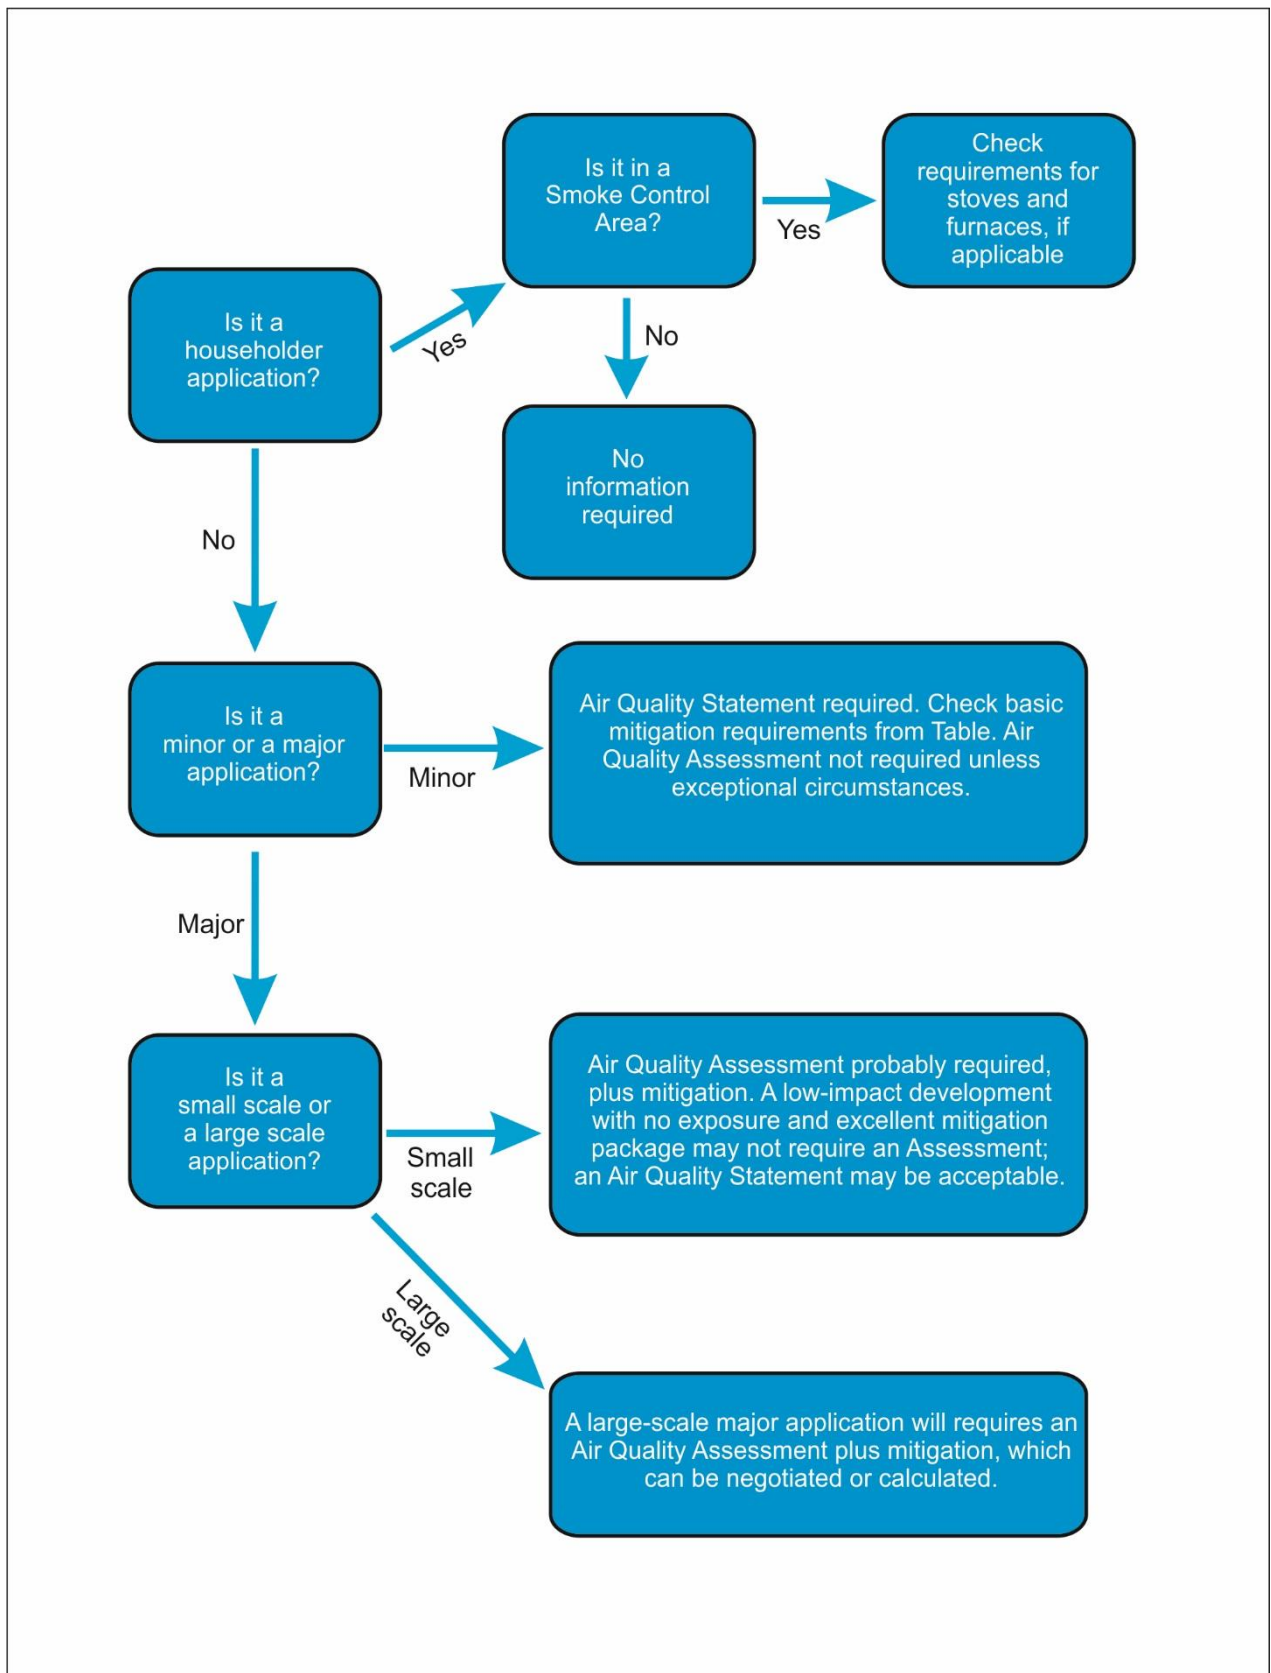 Is it in a
Smoke Control
Area?
Yes
Check
requirements for
stoves and
furnaces, if
applicable
Is it a
householder
application?
Yes
No
No
information
required
No
Is it a
minor or a major
application?
Minor
Air Quality Statement required. Check basic
mitigation requirements from Table. Air
Quality Assessment not required unless
exceptional circumstances.
Major
Is it a
small scale or
a large scale
application?
Small
scale
Air Quality Assessment probably required,
plus mitigation. A low-impact development
with no exposure and excellent mitigation
package may not require an Assessment;
an Air Quality Statement may be acceptable.
Large
scale
A large-scale major application will requires an
Air Quality Assessment plus mitigation, which
can be negotiated or calculated.